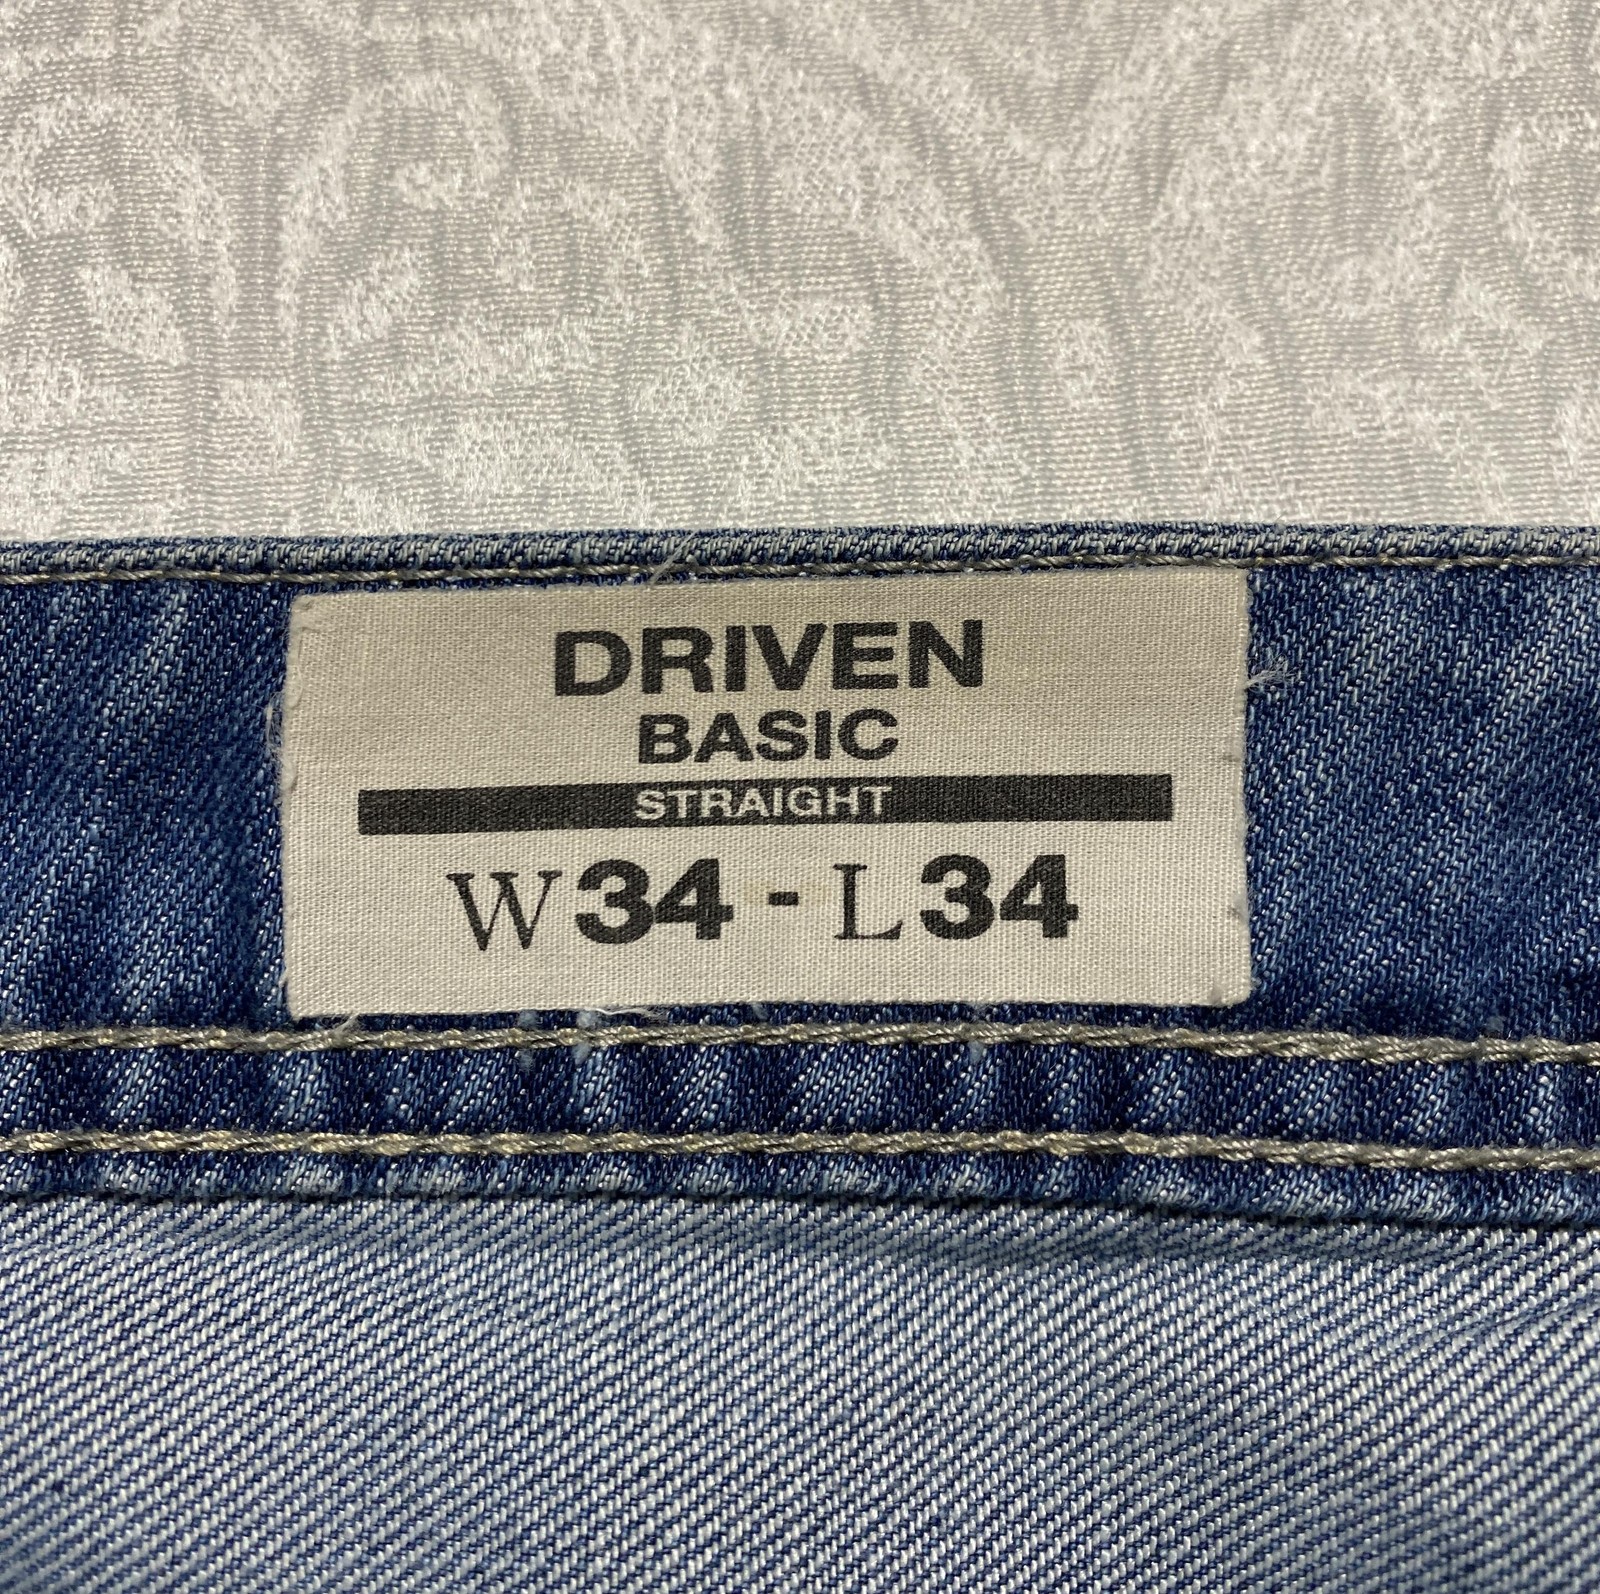 DRIVEN
BASIC
STRAIGHT
W34 - L34